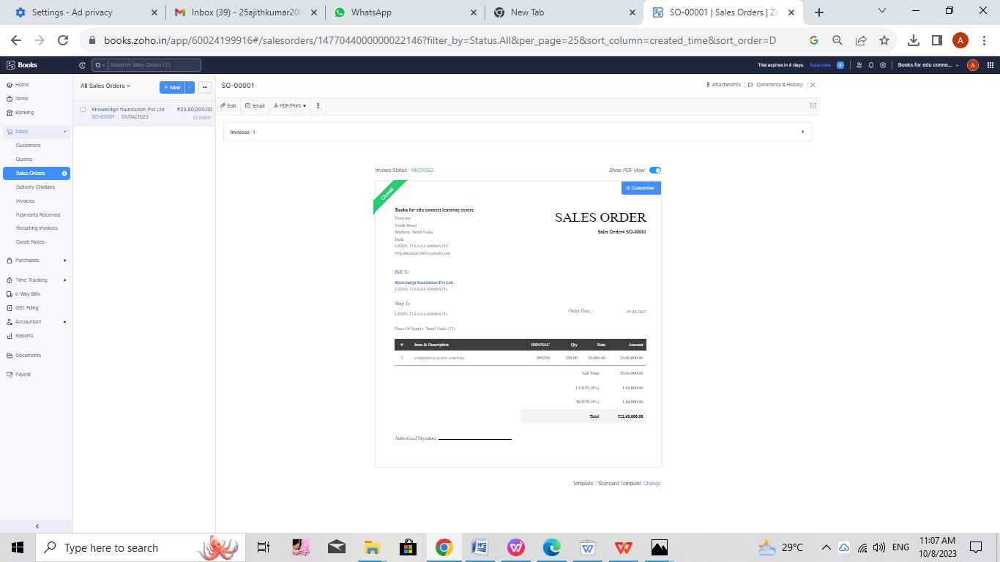 Settings - Ad privacy
Inbox (39) - 25ajithkumar200
WhatsApp
New Tab
SO-00001 | Sales Orders | Zo
books.zoho.in/app/60024199916#/salesorders/1477044000000022146?filter_by=Status.All&per_page=25&sort_column=created_time&sort_order=D
A
Books
Search in Sales Orders ( / )
Trial expires in 4 days. Subscribe
Books for edu conne...
A
Home
Items
Banking
Sales
Customers
Quotes
Sales Orders
Delivery Challans
Invoices
Payments Received
Recurring Invoices
Credit Notes
Purchases
Time Tracking
e-Way Bills
GST Filing
Accountant
Reports
Documents
Payroll
All Sales Orders
+ New
Knowledge foundation Pvt Ltd ₹23,60,000.00
SO-00001 | 05/04/2023
CLOSED
SO-00001
Attachments
Comments & History
Edit
Email
PDF/Print
Invoices 1
Invoice Status : INVOICED
Show PDF View
Closed
Customize
Books for edu connect learning centre
North Street
Madurai Tamil Nadu
India
25ajithkumar2003@gmail.com
SALES ORDER
Sales Order# SO-00001
Bill To
Knowledge foundation Pvt Ltd
GSTIN 33AAAAA0000A15z
Ship To
GSTIN 33AAAAA0000A15z
Order Date : 05/04/2023
Place Of Supply: Tamil Nadu (33)
# Item & Description HSN/SAC Qty Rate Amount
1 competitive exams coaching 999294 200.00 10,000.00 20,00,000.00
Sub Total 20,00,000.00
CGST9 (9%) 1,80,000.00
SGST9 (9%) 1,80,000.00
Total ₹23,60,000.00
Authorized Signature
Template : 'Standard Template' Change
Type here to search
29°C
ENG
11:07 AM
10/8/2023